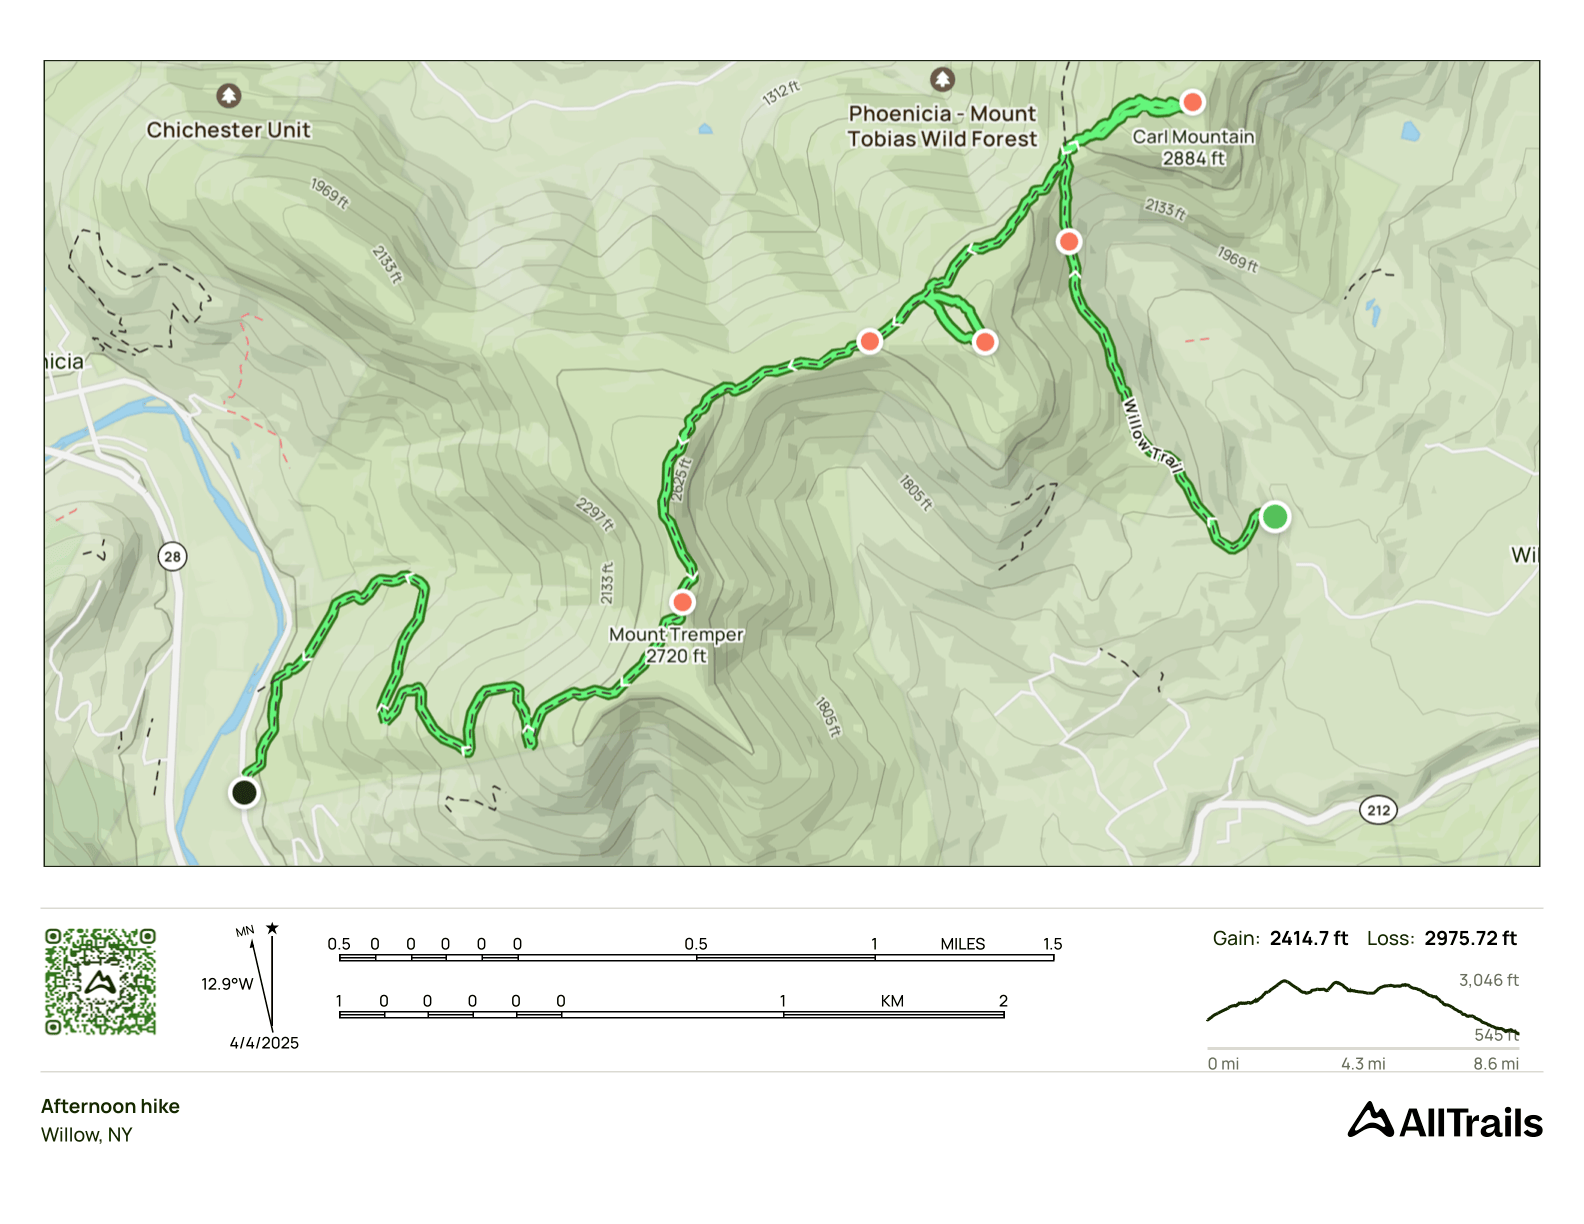 Chichester Unit
1312 ft
Phoenicia - Mount
Tobias Wild Forest
Carl Mountain
2884 ft
1969 ft
2133 ft
2133 ft
1969 ft
nicia
Willow Trail
2625 ft
2297 ft
1805 ft
28
2133 ft
Wil
Mount Tremper
2720 ft
1805 ft
212
MN
12.9°W
4/4/2025
0.5 0 0 0 0 0 0.5 1 MILES 1.5
1 0 0 0 0 0 1 KM 2
Gain: 2414.7 ft Loss: 2975.72 ft
3,046 ft
545 ft
0 mi 4.3 mi 8.6 mi
Afternoon hike
Willow, NY
AllTrails